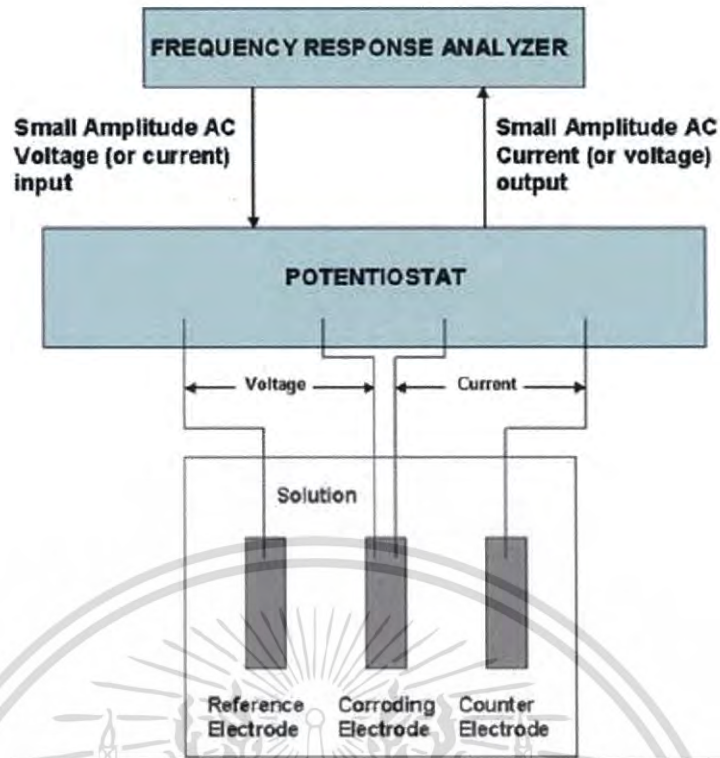 FREQUENCY RESPONSE ANALYZER
Small Amplitude AC
Voltage (or current)
input
Small Amplitude AC
Current (or voltage)
output
POTENTIOSTAT
Voltage
Current
Solution
Reference
Electrode
Corroding
Electrode
Counter
Electrode